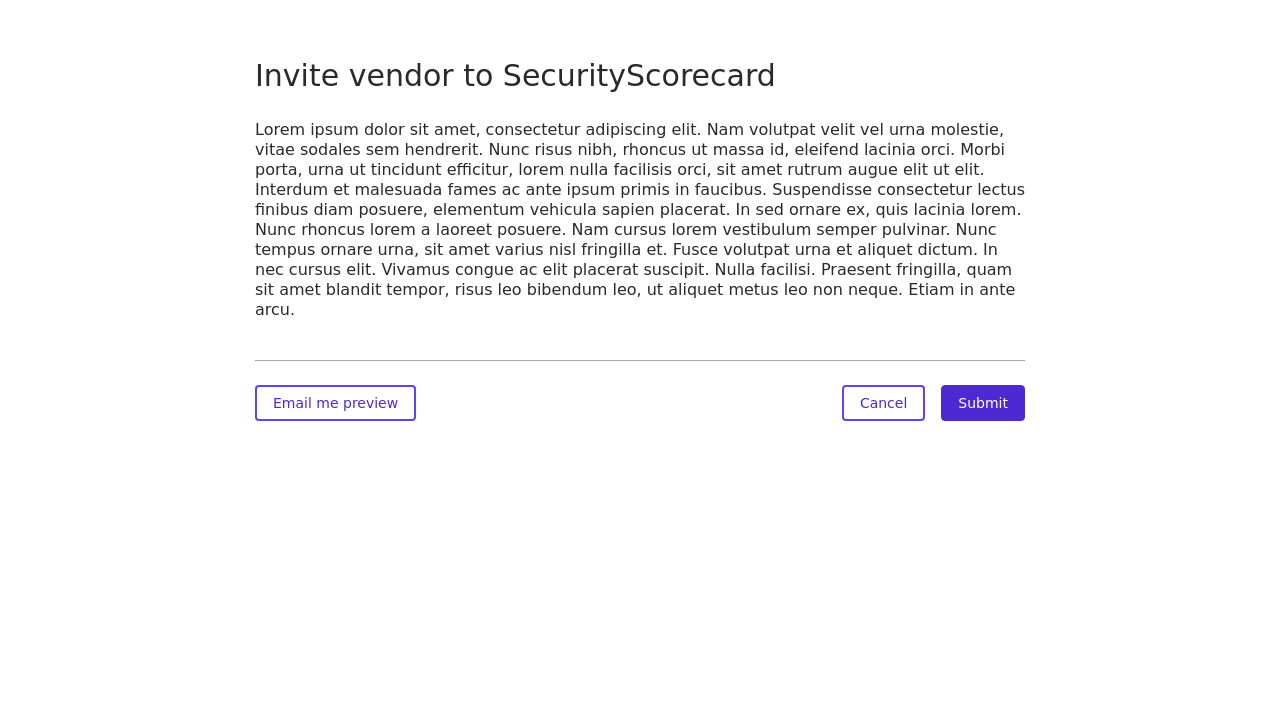 Invite vendor to SecurityScorecard
Lorem ipsum dolor sit amet, consectetur adipiscing elit. Nam volutpat velit vel urna molestie,
vitae sodales sem hendrerit. Nunc risus nibh, rhoncus ut massa id, eleifend lacinia orci. Morbi
porta, urna ut tincidunt efficitur, lorem nulla facilisis orci, sit amet rutrum augue elit ut elit.
Interdum et malesuada fames ac ante ipsum primis in faucibus. Suspendisse consectetur lectus
finibus diam posuere, elementum vehicula sapien placerat. In sed ornare ex, quis lacinia lorem.
Nunc rhoncus lorem a laoreet posuere. Nam cursus lorem vestibulum semper pulvinar. Nunc
tempus ornare urna, sit amet varius nisl fringilla et. Fusce volutpat urna et aliquet dictum. In
nec cursus elit. Vivamus congue ac elit placerat suscipit. Nulla facilisi. Praesent fringilla, quam
sit amet blandit tempor, risus leo bibendum leo, ut aliquet metus leo non neque. Etiam in ante
arcu.
Email me preview
Cancel
Submit